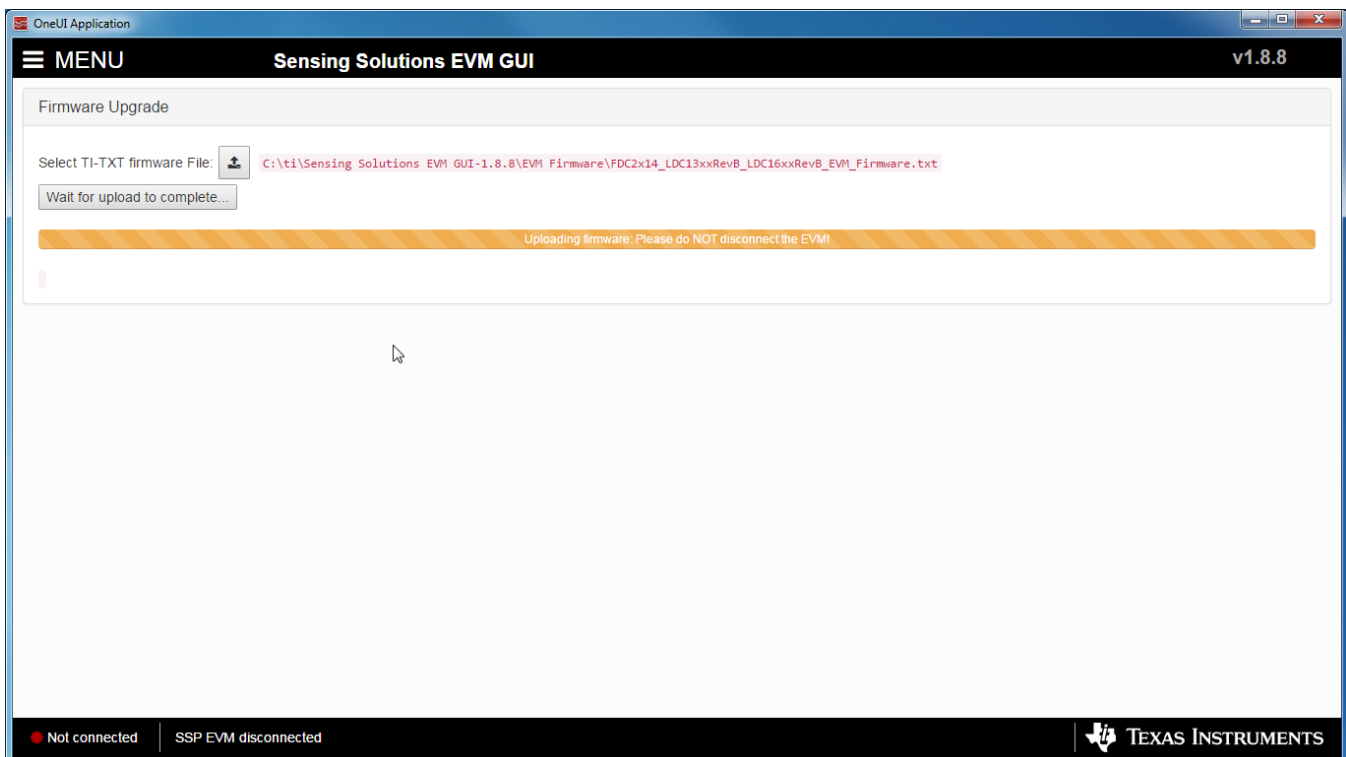 OneUI Application
MENU
Sensing Solutions EVM GUI
v1.8.8
Firmware Upgrade
Select TI-TXT firmware File: C:\ti\Sensing Solutions EVM GUI-1.8.8\EVM Firmware\FDC2x14_LDC13xxRevB_LDC16xxRevB_EVM_Firmware.txt
Wait for upload to complete...
Uploading firmware: Please do NOT disconnect the EVM!
Not connected
SSP EVM disconnected
TEXAS INSTRUMENTS